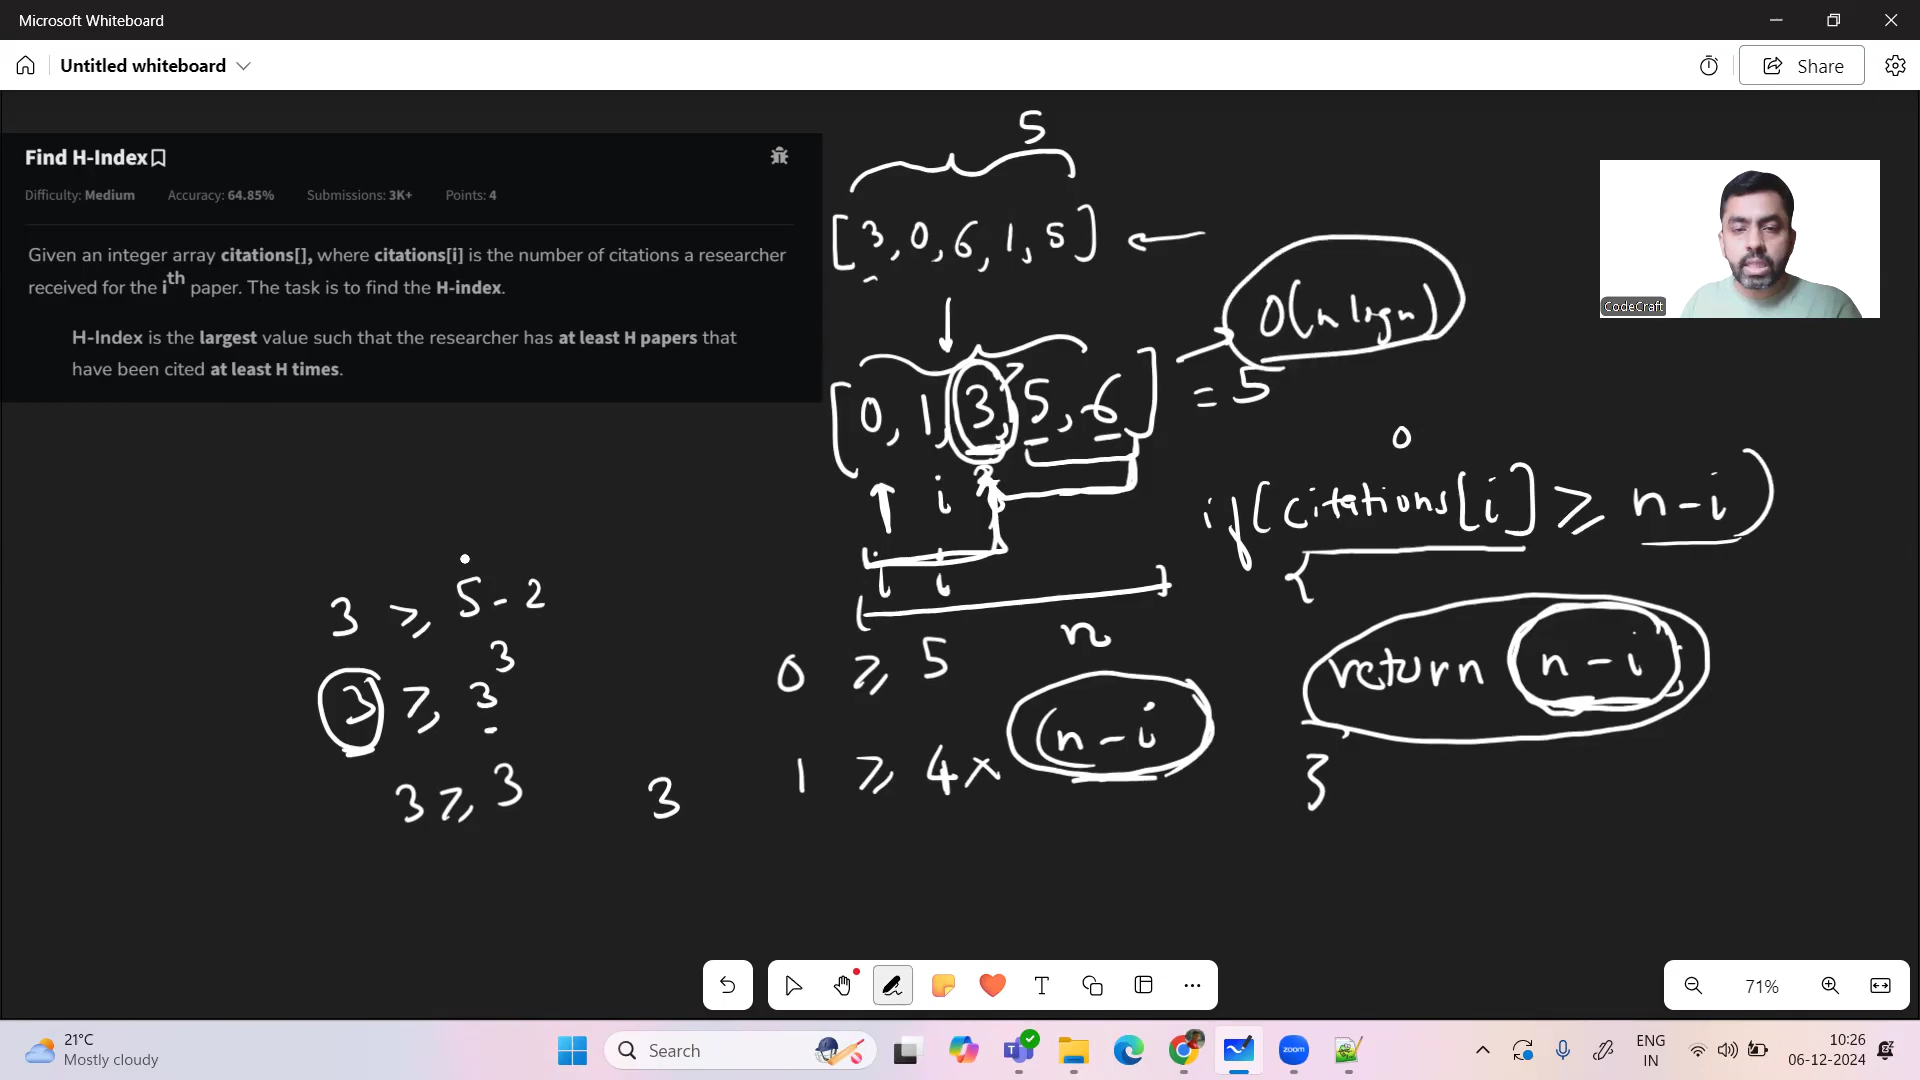 Microsoft Whiteboard
Untitled whiteboard
Share
Find H-Index
Difficulty: Medium Accuracy: 64.85% Submissions: 3K+ Points: 4
Given an integer array citations[], where citations[i] is the number of citations a researcher
received for the ith paper. The task is to find the H-index.
H-Index is the largest value such that the researcher has at least H papers that
have been cited at least H times.
5
[3, 0, 6, 1, 5]
O(n log n)
[0, 1, 3, 5, 6] = 5
0
i
if(citations[i] ≥ n-i)
{
return n-i
}
i i
n
3 ≥ 5-2
3
3 ≥ 3
3 ≥ 3
3
0 ≥ 5
(n-i
1 ≥ 4 x
CodeCraft
71%
21°C
Mostly cloudy
Search
zoom
ENG
IN
10:26
06-12-2024